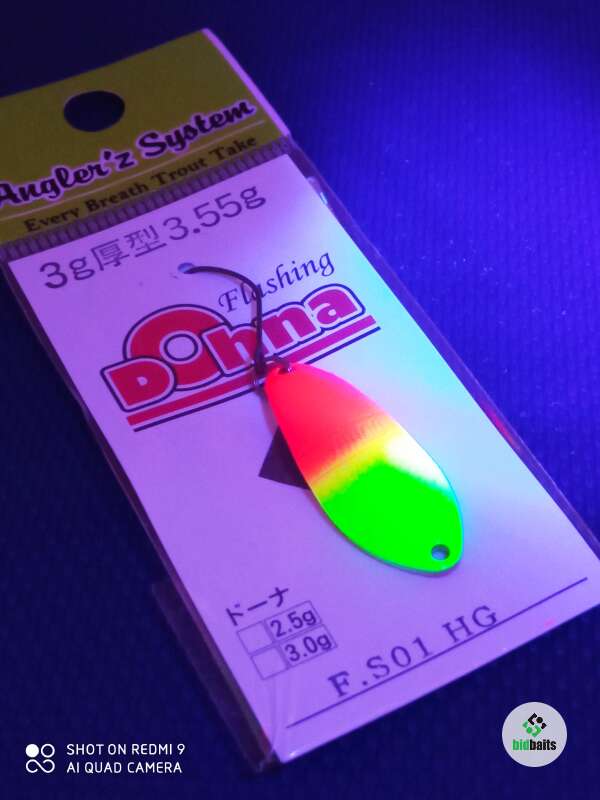 Angler'z System
Every Breath Trout Take
3g厚型3.55g
Flashing
Dohna
ドーナ
2.5g
3.0g
F.S01 HG
bidbaits
SHOT ON REDMI 9
AI QUAD CAMERA